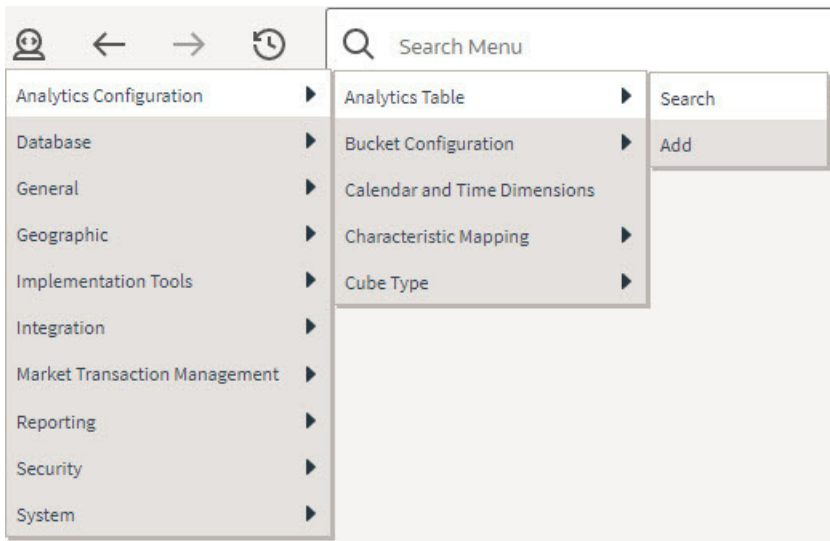 Search Menu
Analytics Configuration
Database
General
Geographic
Implementation Tools
Integration
Market Transaction Management
Reporting
Security
System
Analytics Table
Bucket Configuration
Calendar and Time Dimensions
Characteristic Mapping
Cube Type
Search
Add